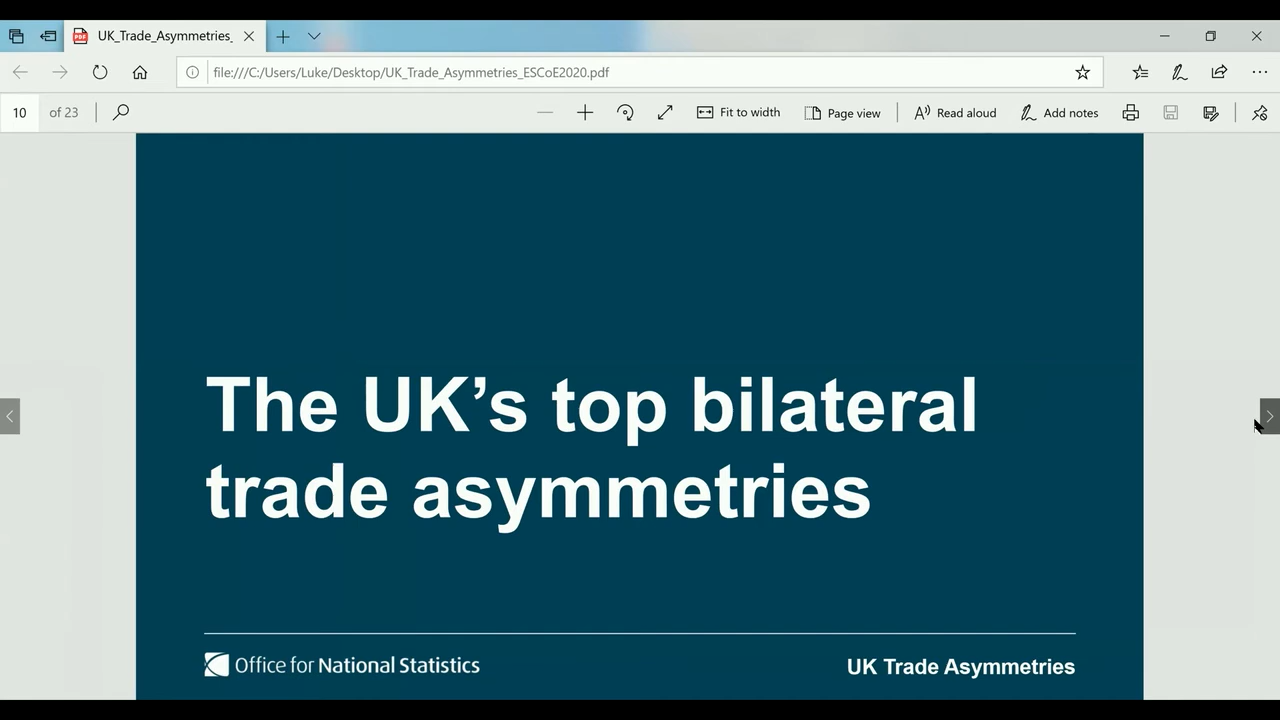 UK_Trade_Asymmetries_
file:///C:/Users/Luke/Desktop/UK_Trade_Asymmetries_ESCoE2020.pdf
10 of 23 Fit to width Page view Read aloud Add notes
The UK’s top bilateral
trade asymmetries
Office for National Statistics
UK Trade Asymmetries